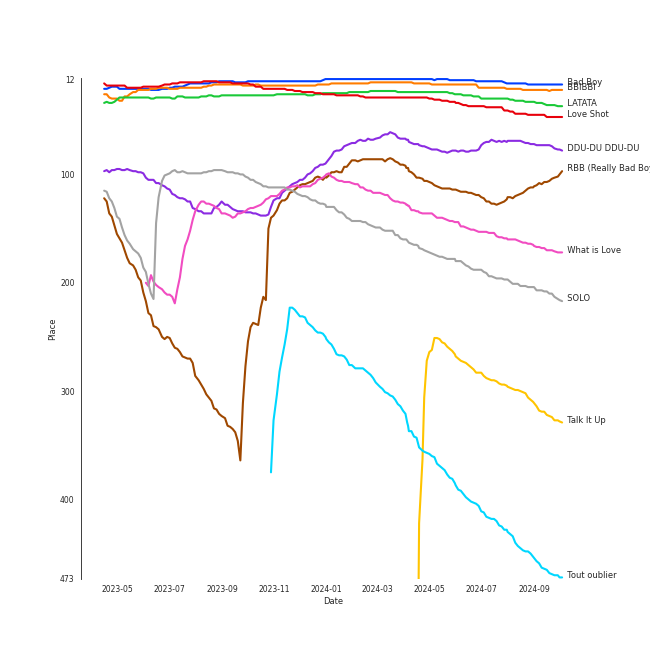 12
100
200
300
400
473
Place
2023-05
2023-07
2023-09
2023-11
2024-01
2024-03
2024-05
2024-07
2024-09
Date
Bad Boy
BBIBBI
LATATA
Love Shot
DDU-DU DDU-DU
RBB (Really Bad Boy
What is Love
SOLO
Talk It Up
Tout oublier